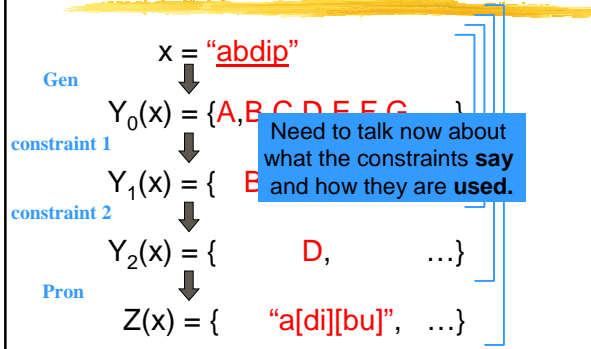 x = "abdip"
Gen
Y0(x) = {A,B,C,D,E,F,G, …}
constraint 1
Need to talk now about
what the constraints say
and how they are used.
Y1(x) = { B
constraint 2
Y2(x) = { D, …}
Pron
Z(x) = { "a[di][bu]", …}